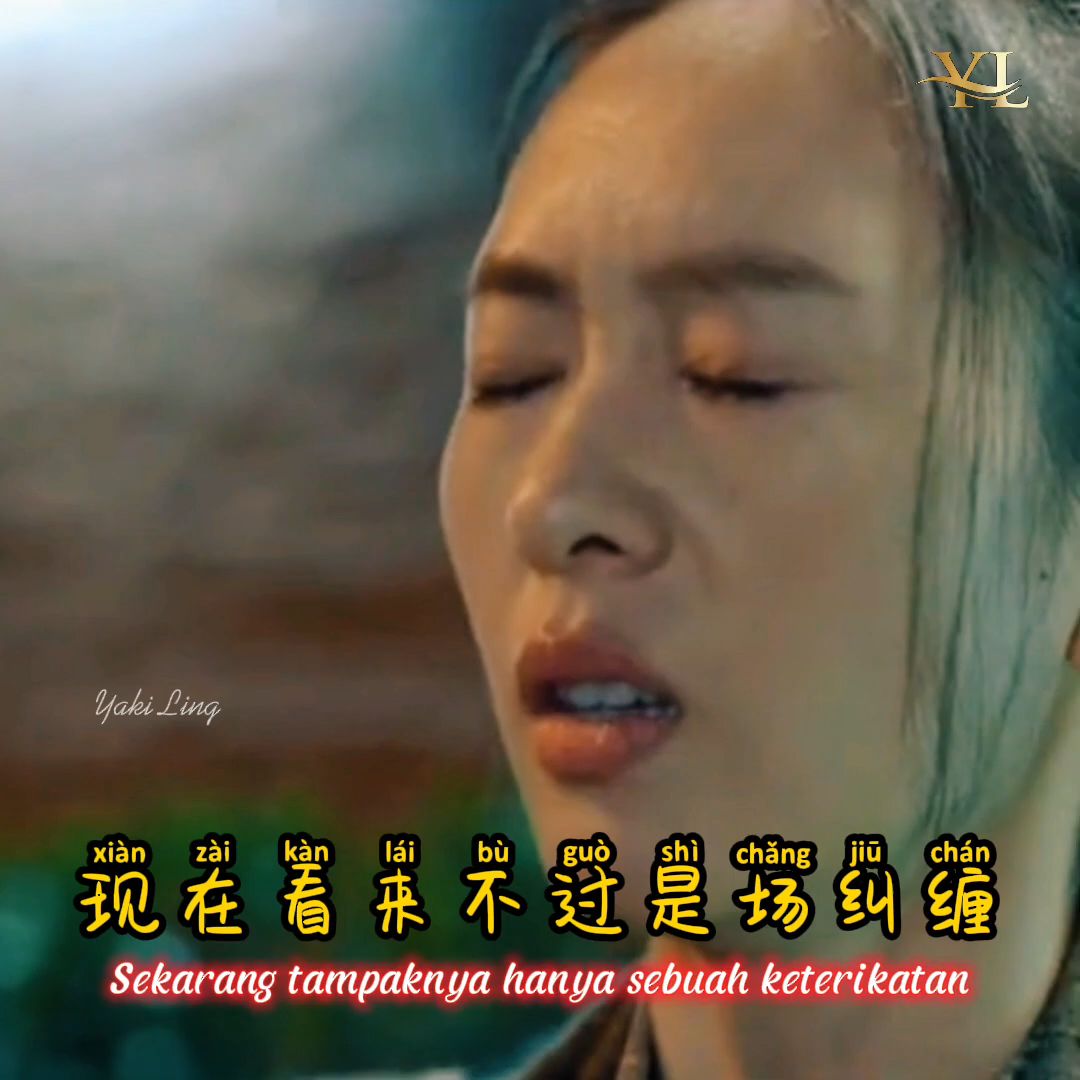 YL
Yaki Ling
xiàn zài kàn lái bù guò shì chǎng jiū chán
现在看来不过是场纠缠
Sekarang tampaknya hanya sebuah keterikatan